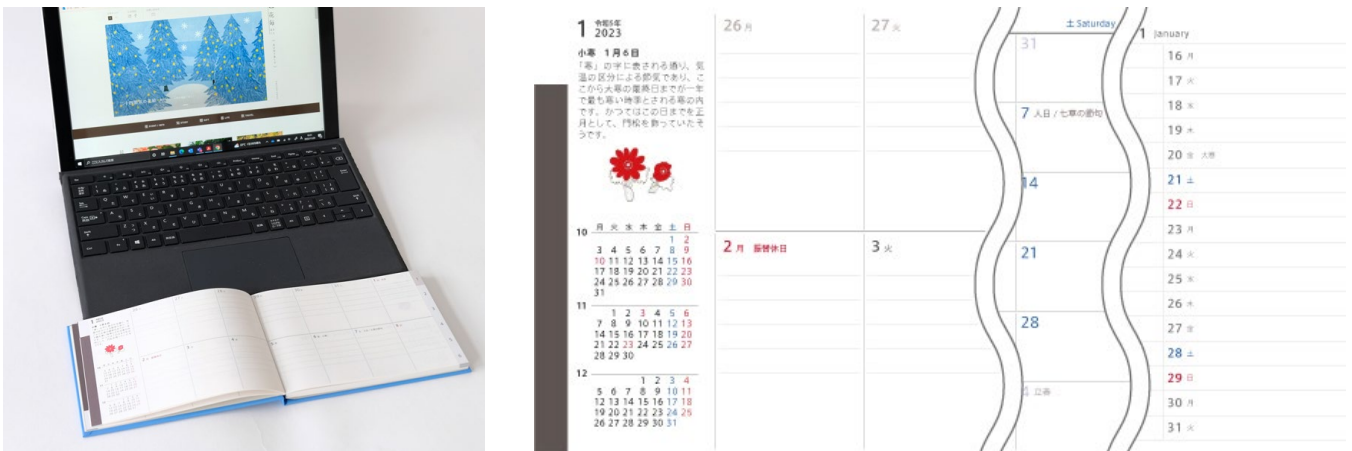 1 令和5年
2023
小寒 1月6日
「寒」の字に表される通り、気
温の区分による節気であり、こ
こから大寒の最終日までが一年
で最も寒い時季とされる寒の内
です。かつてはこの日までを正
月として、門松を飾っていたそ
うです。
10 月 火 水 木 金 土 日
1 2
3 4 5 6 7 8 9
10 11 12 13 14 15 16
17 18 19 20 21 22 23
24 25 26 27 28 29 30
31
11
1 2 3 4 5 6
7 8 9 10 11 12 13
14 15 16 17 18 19 20
21 22 23 24 25 26 27
28 29 30
12
1 2 3 4
5 6 7 8 9 10 11
12 13 14 15 16 17 18
19 20 21 22 23 24 25
26 27 28 29 30 31
26 月
27 火
2 月 振替休日
3 火
土 Saturday
31
7 人日 / 七草の節句
14
21
28
4 立春
1 January
16 月
17 火
18 水
19 木
20 金 大寒
21 土
22 日
23 月
24 火
25 水
26 木
27 金
28 土
29 日
30 月
31 火